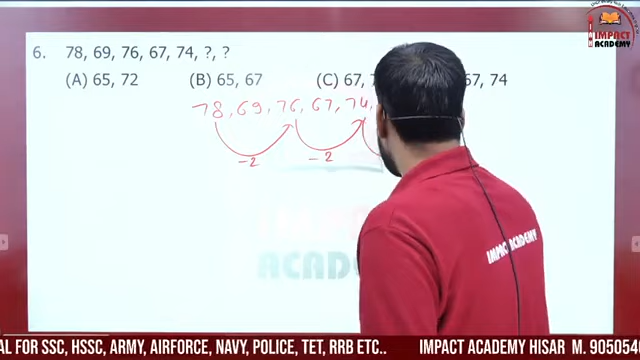 IMPACT
ACADEMY
6. 78, 69, 76, 67, 74, ?, ?
(A) 65, 72 (B) 65, 67 (C) 67, 67, 74
78, 69, 76, 67, 74,
-2 -2
ACAD
IMPACT ACADEMY
AL FOR SSC, HSSC, ARMY, AIRFORCE, NAVY, POLICE, TET, RRB ETC.. IMPACT ACADEMY HISAR M. 905054